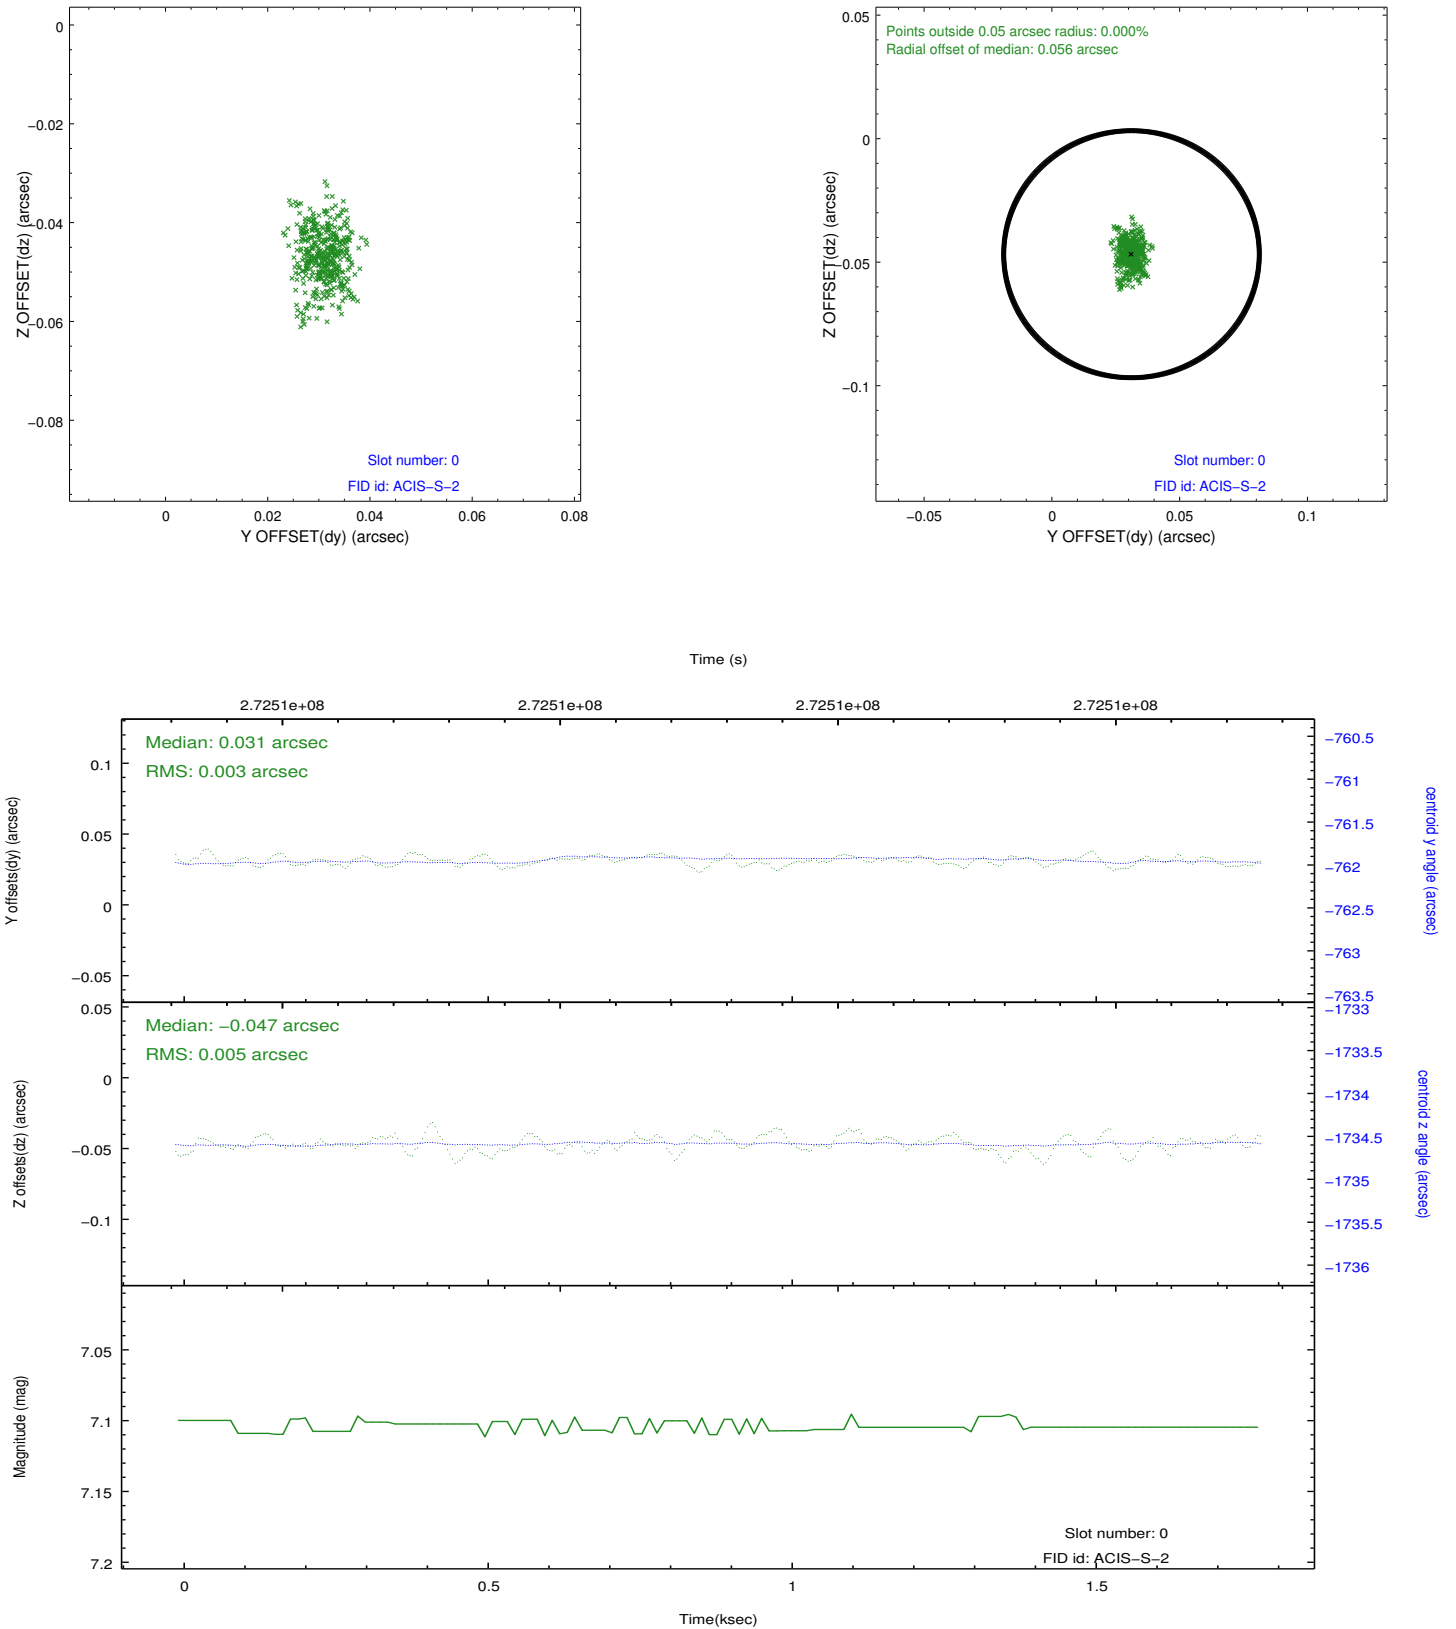 0
−0.02
−0.04
−0.06
−0.08
Z OFFSET(dz) (arcsec)
Slot number: 0
FID id: ACIS−S−2
0
0.02
0.04
0.06
0.08
Y OFFSET(dy) (arcsec)
0.05
0
−0.05
−0.1
Z OFFSET(dz) (arcsec)
Points outside 0.05 arcsec radius: 0.000%
Radial offset of median: 0.056 arcsec
Slot number: 0
FID id: ACIS−S−2
−0.05
0
0.05
0.1
Y OFFSET(dy) (arcsec)
Time (s)
2.7251e+08
2.7251e+08
2.7251e+08
2.7251e+08
Median: 0.031 arcsec
RMS: 0.003 arcsec
0.1
0.05
0
−0.05
Y offsets(dy) (arcsec)
−760.5
−761
−761.5
−762
−762.5
−763
−763.5
centroid y angle (arcsec)
Median: −0.047 arcsec
RMS: 0.005 arcsec
0.05
0
−0.05
−0.1
Z offsets(dz) (arcsec)
−1733
−1733.5
−1734
−1734.5
−1735
−1735.5
−1736
centroid z angle (arcsec)
7.05
7.1
7.15
7.2
Magnitude (mag)
Slot number: 0
FID id: ACIS−S−2
0
0.5
1
1.5
Time(ksec)